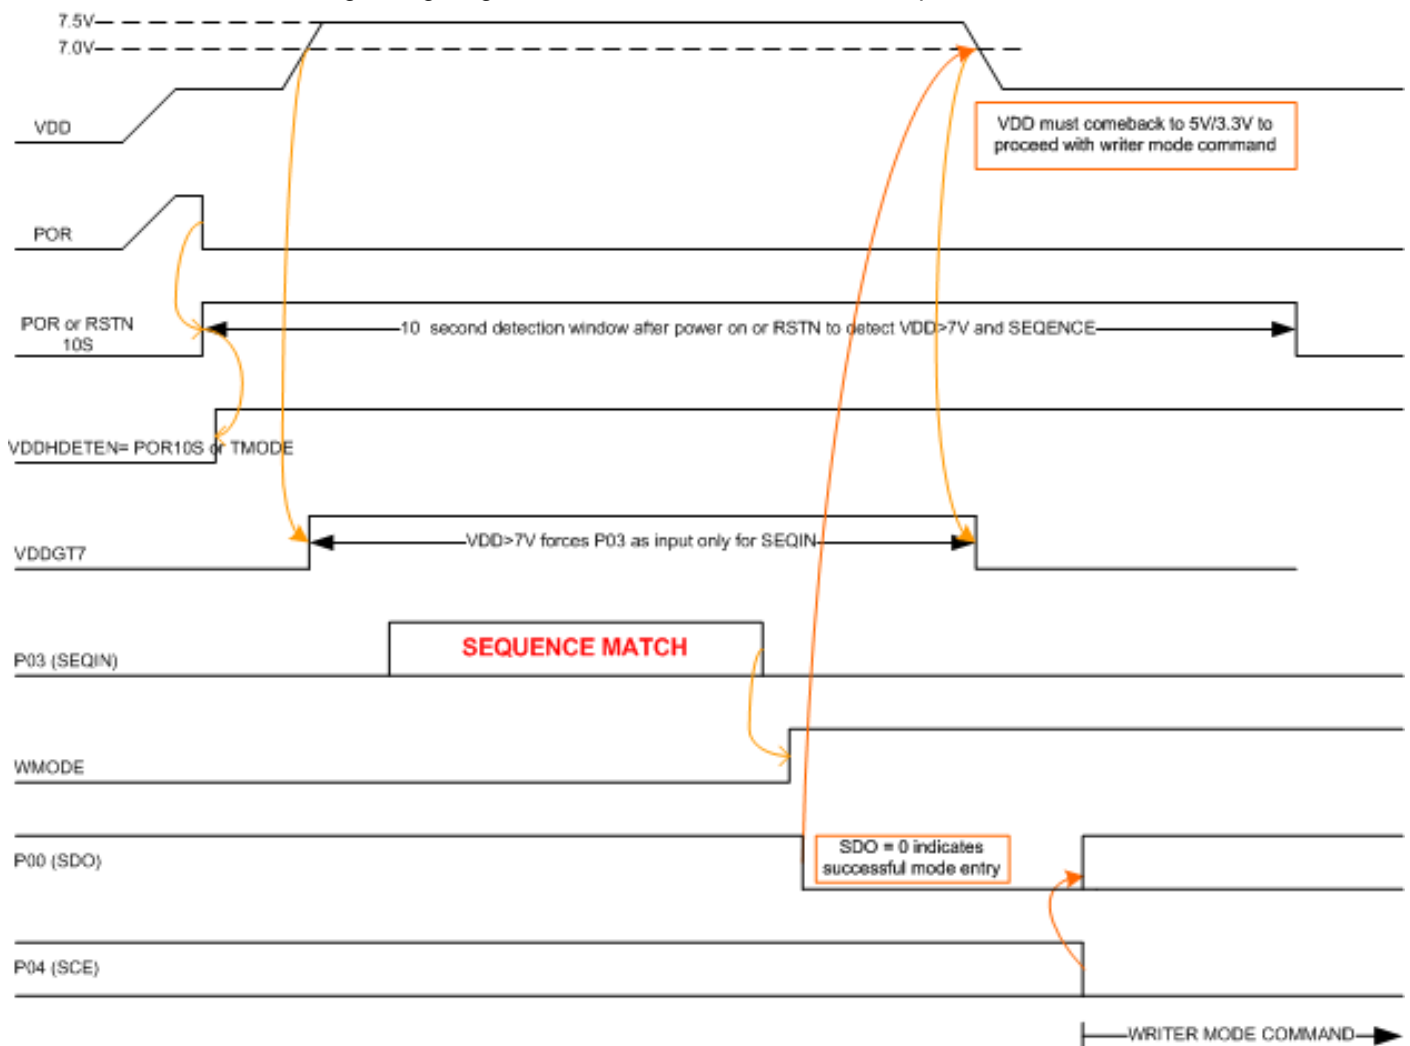 7.5V
7.0V
VDD
VDD must comeback to 5V/3.3V to
proceed with writer mode command
POR
POR or RSTN
10S
10 second detection window after power on or RSTN to detect VDD>7V and SEQENCE
VDDHDETEN= POR10S or TMODE
VDDGT7
VDD>7V forces P03 as input only for SEQIN
P03 (SEQIN)
SEQUENCE MATCH
WMODE
P00 (SDO)
SDO = 0 indicates
successful mode entry
P04 (SCE)
WRITER MODE COMMAND